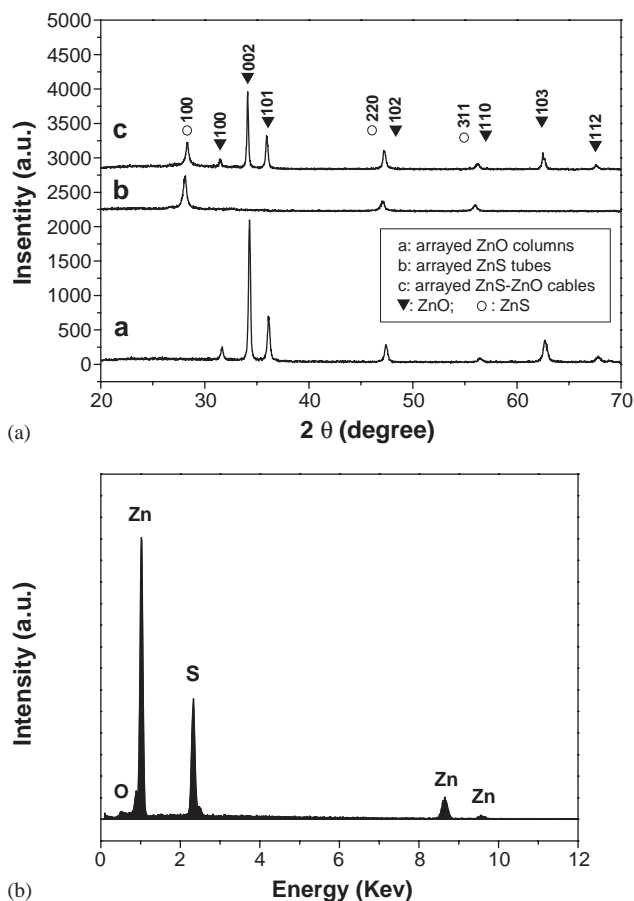 5000
4500
4000
3500
3000
2500
2000
1500
1000
500
0
Insentity (a.u.)
100 100 002 101 220 102 311 110 103 112
c
b
a
a: arrayed ZnO columns
b: arrayed ZnS tubes
c: arrayed ZnS-ZnO cables
▼: ZnO; ○ : ZnS
20 30 40 50 60 70
2 θ (degree)
(a)
Intensity (a.u.)
Zn
S
O
Zn
Zn
0 2 4 6 8 10 12
Energy (Kev)
(b)